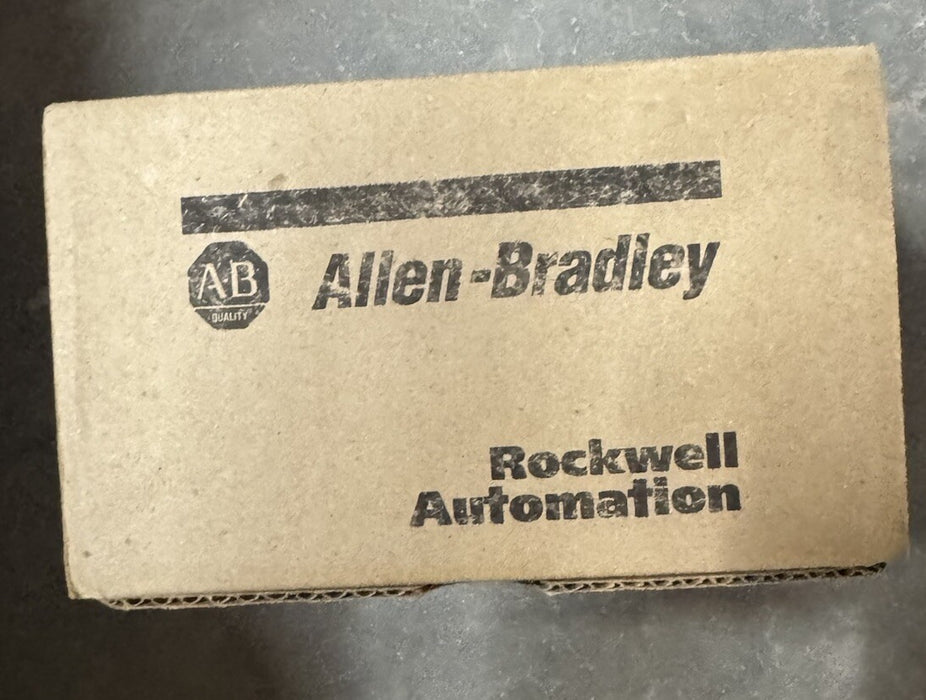 AB
QUALITY
Allen-Bradley
Rockwell
Automation